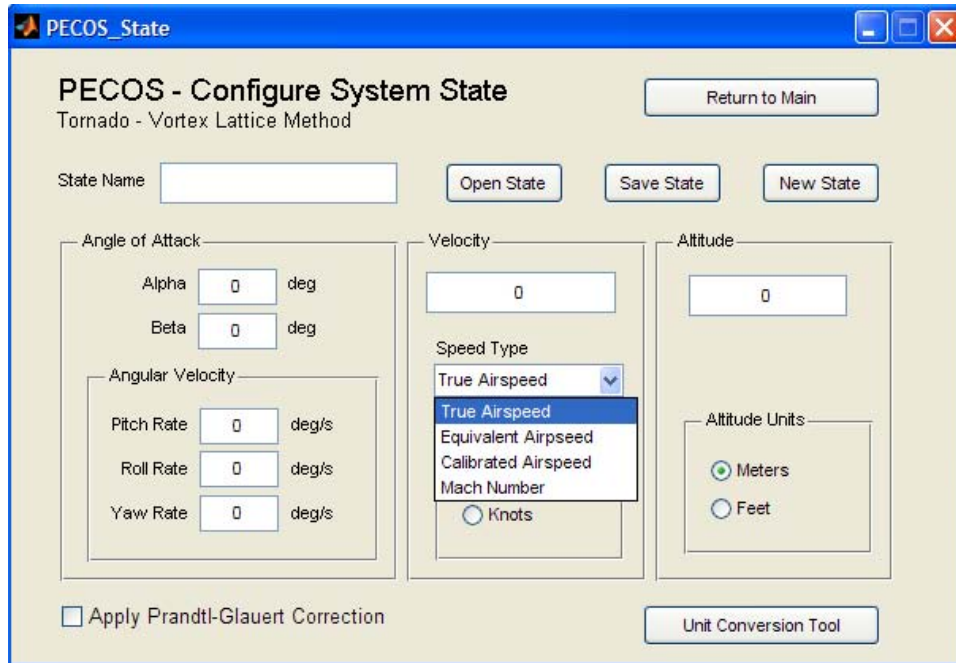 PECOS_State
PECOS - Configure System State
Tornado - Vortex Lattice Method
Return to Main
State Name
Open State
Save State
New State
Angle of Attack
Alpha 0 deg
Beta 0 deg
Angular Velocity
Pitch Rate 0 deg/s
Roll Rate 0 deg/s
Yaw Rate 0 deg/s
Velocity
0
Speed Type
True Airspeed
True Airspeed
Equivalent Airpseed
Calibrated Airspeed
Mach Number
Knots
Altitude
0
Altitude Units
Meters
Feet
Apply Prandtl-Glauert Correction
Unit Conversion Tool